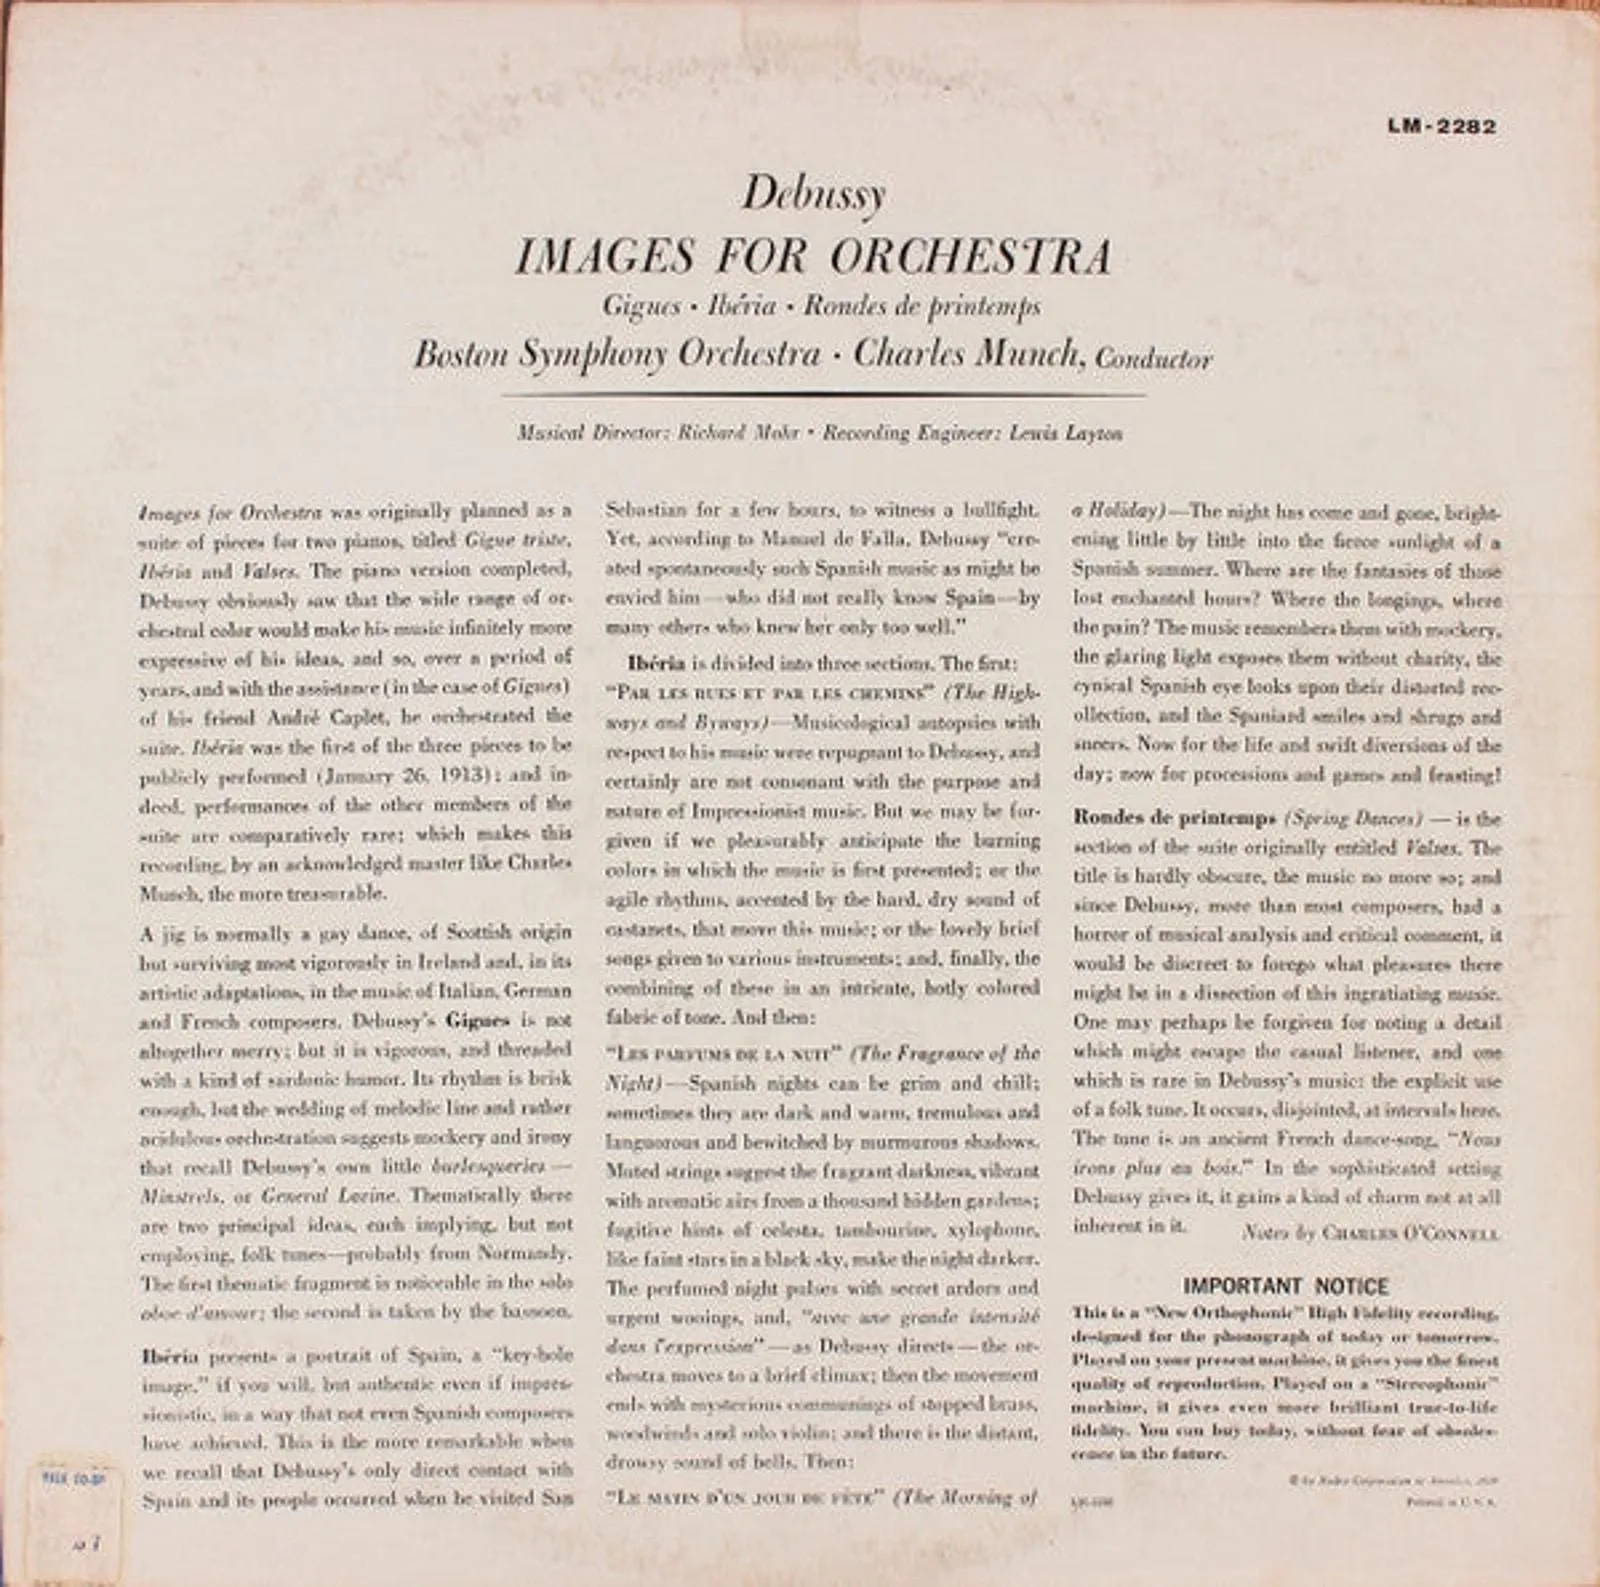 LM-2282
Debussy
IMAGES FOR ORCHESTRA
Gigues • Ibéria • Rondes de printemps
Boston Symphony Orchestra • Charles Munch, Conductor
Musical Director: Richard Mohr • Recording Engineer: Lewis Layton
Images for Orchestra was originally planned as a
suite of pieces for two pianos, titled Gigue triste,
Ibéria and Valses. The piano version completed,
Debussy obviously saw that the wide range of or-
chestral color would make his music infinitely more
expressive of his ideas, and so, over a period of
years, and with the assistance (in the case of Gigues)
of his friend André Caplet, he orchestrated the
suite. Ibéria was the first of the three pieces to be
publicly performed (January 26, 1913); and in-
deed, performances of the other members of the
suite are comparatively rare; which makes this
recording, by an acknowledged master like Charles
Munch, the more treasurable.
A jig is normally a gay dance, of Scottish origin
but surviving most vigorously in Ireland and, in its
artistic adaptations, in the music of Italian, German
and French composers. Debussy's Gigues is not
altogether merry; but it is vigorous, and threaded
with a kind of sardonic humor. Its rhythm is brisk
enough, but the wedding of melodic line and rather
acidulous orchestration suggests mockery and irony
that recall Debussy's own little burlesqueries —
Minstrels, or General Lavine. Thematically there
are two principal ideas, each implying, but not
employing, folk tunes—probably from Normandy.
The first thematic fragment is noticeable in the solo
oboe d'amour; the second is taken by the bassoon.
Ibéria presents a portrait of Spain, a "key-hole
image," if you will, but authentic even if impres-
sionistic, in a way that not even Spanish composers
have achieved. This is the more remarkable when
we recall that Debussy's only direct contact with
Spain and its people occurred when he visited San
Sebastian for a few hours, to witness a bullfight.
Yet, according to Manuel de Falla, Debussy "cre-
ated spontaneously such Spanish music as might be
envied him—who did not really know Spain—by
many others who knew her only too well."
Ibéria is divided into three sections. The first:
"PAR LES RUES ET PAR LES CHEMINS" (The High-
ways and Byways)—Musicological autopsies with
respect to his music were repugnant to Debussy, and
certainly are not consonant with the purpose and
nature of Impressionist music. But we may be for-
given if we pleasurably anticipate the burning
colors in which the music is first presented; or the
agile rhythms, accented by the hard, dry sound of
castanets, that move this music; or the lovely brief
songs given to various instruments; and, finally, the
combining of these in an intricate, hotly colored
fabric of tone. And then:
"LES PARFUMS DE LA NUIT" (The Fragrance of the
Night)—Spanish nights can be grim and chill;
sometimes they are dark and warm, tremulous and
languorous and bewitched by murmurous shadows.
Muted strings suggest the fragrant darkness, vibrant
with aromatic airs from a thousand hidden gardens;
fugitive hints of celesta, tambourine, xylophone,
like faint stars in a black sky, make the night darker.
The perfumed night pulses with secret ardors and
urgent wooings, and, "avec une grande intensité
dans l'expression"—as Debussy directs—the or-
chestra moves to a brief climax; then the movement
ends with mysterious communings of stopped brass,
woodwinds and solo violin; and there is the distant,
drowsy sound of bells. Then:
"LE MATIN D'UN JOUR DE FÊTE" (The Morning of
a Holiday)—The night has come and gone, bright-
ening little by little into the fierce sunlight of a
Spanish summer. Where are the fantasies of those
lost enchanted hours? Where the longings, where
the pain? The music remembers them with mockery,
the glaring light exposes them without charity, the
cynical Spanish eye looks upon their distorted rec-
ollection, and the Spaniard smiles and shrugs and
sneers. Now for the life and swift diversions of the
day; now for processions and games and feasting!
Rondes de printemps (Spring Dances) — is the
section of the suite originally entitled Valses. The
title is hardly obscure, the music no more so; and
since Debussy, more than most composers, had a
horror of musical analysis and critical comment, it
would be discreet to forego what pleasures there
might be in a dissection of this ingratiating music.
One may perhaps be forgiven for noting a detail
which might escape the casual listener, and one
which is rare in Debussy's music: the explicit use
of a folk tune. It occurs, disjointed, at intervals here.
The tune is an ancient French dance-song, "Nous
irons plus au bois." In the sophisticated setting
Debussy gives it, it gains a kind of charm not at all
inherent in it.
Notes by CHARLES O'CONNELL
IMPORTANT NOTICE
This is a "New Orthophonic" High Fidelity recording,
designed for the phonograph of today or tomorrow.
Played on your present machine, it gives you the finest
quality of reproduction. Played on a "Stereophonic"
machine, it gives even more brilliant true-to-life
fidelity. You can buy today, without fear of obsoles-
cence in the future.
© by Radio Corporation of America, 1959
LM-2282
Printed in U. S. A.